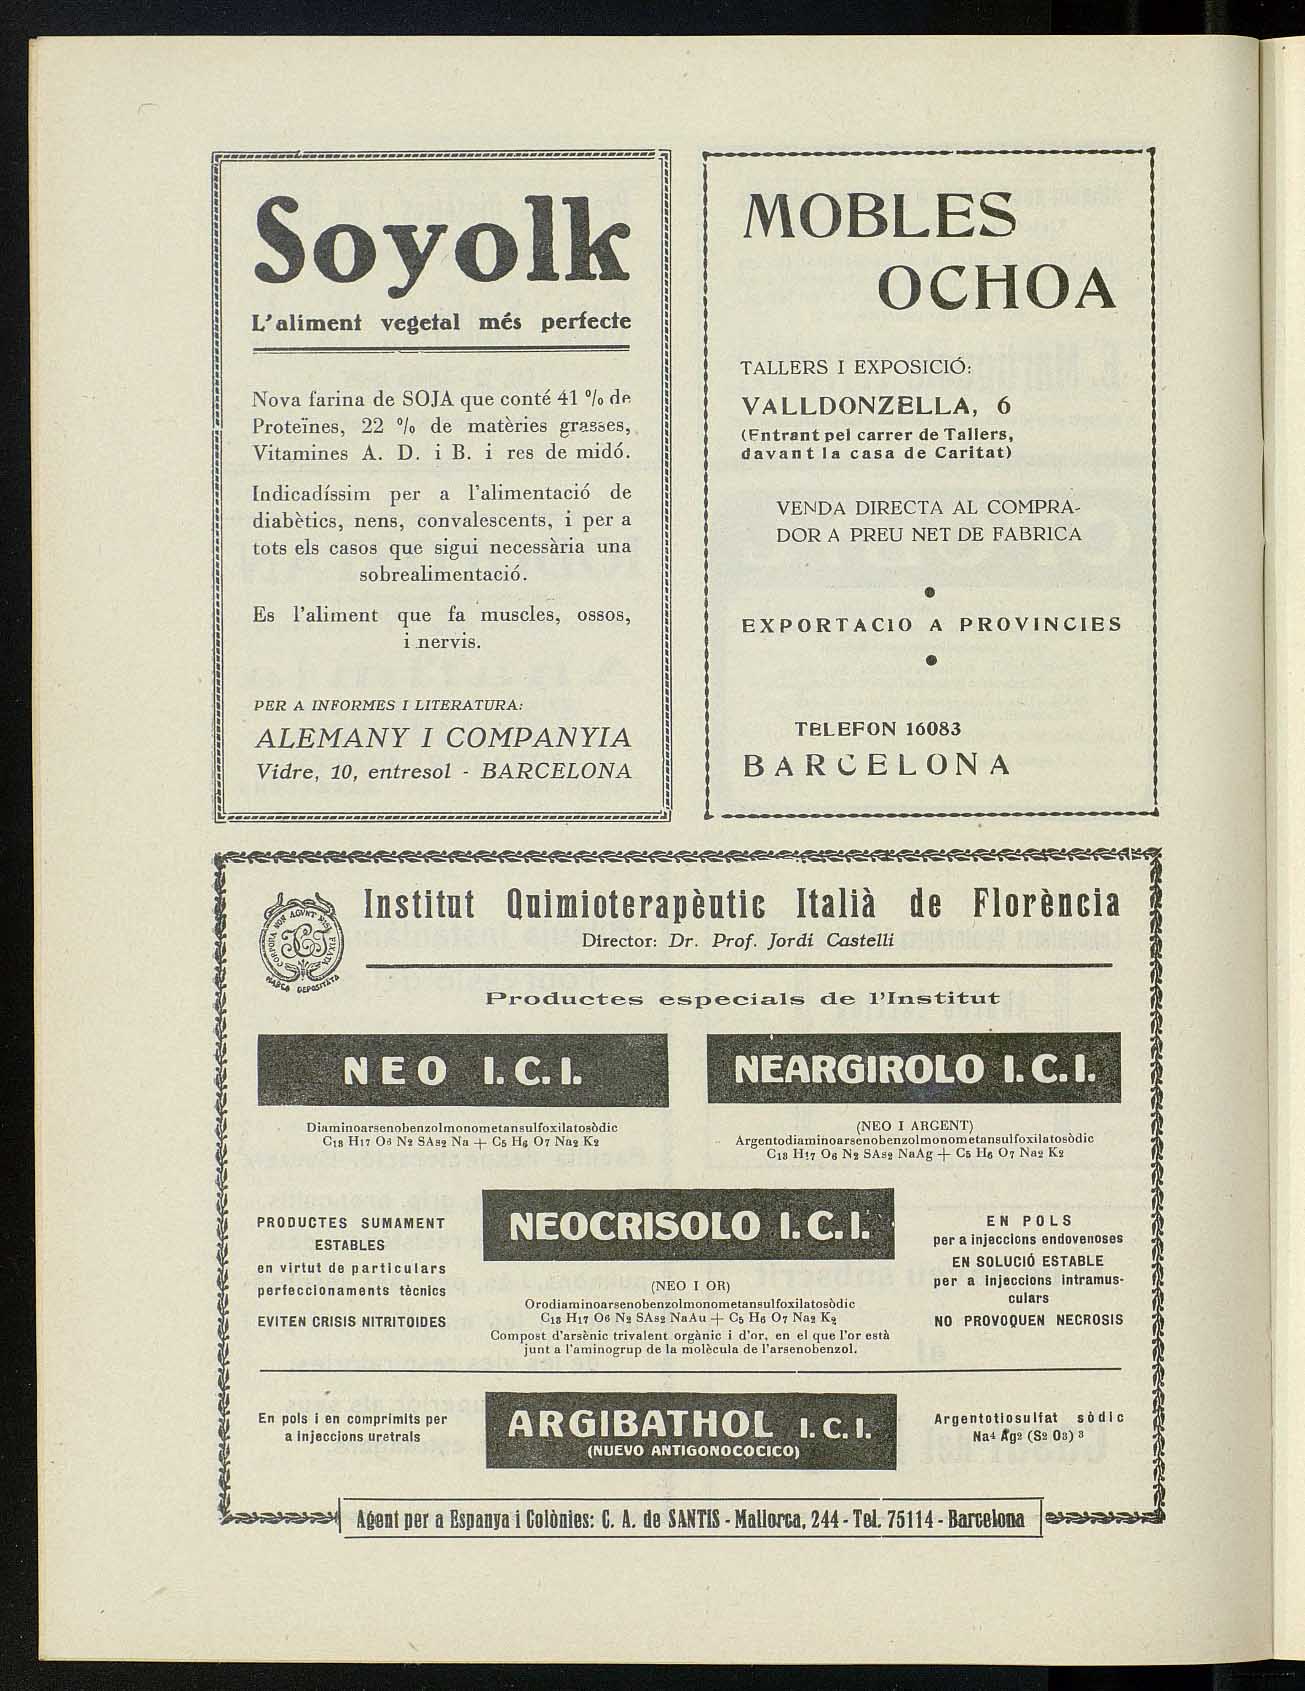 Soyolk
L'aliment vegetal més perfecte
Nova farina de SOJA que conté 41 % de
Proteïnes, 22 % de matèries grasses,
Vitamines A. D. i B. i res de midó.
Indicadíssim per a l'alimentació de
diabètics, nens, convalescents, i per a
tots els casos que sigui necessària una
sobrealimentació.
Es l'aliment que fa muscles, ossos,
i nervis.
PER A INFORMES I LITERATURA:
ALEMANY I COMPANYIA
Vidre, 10, entresol - BARCELONA
MOBLES
OCHOA
TALLERS I EXPOSICIÓ:
VALLDONZELLA, 6
(Entrant pel carrer de Tallers,
davant la casa de Caritat)
VENDA DIRECTA AL COMPRA-
DOR A PREU NET DE FABRICA
EXPORTACIO A PROVINCIES
TELEFON 16083
BARCELONA
CORPORA NON AGUNT NISI FIXATA
MARCA DEPOSITATA
Institut Quimioterapèutic Italià de Florència
Director: Dr. Prof. Jordi Castelli
Productes especials de l'Institut
NEO I.C.I.
Diaminoarsenobenzolmonometansulfoxilatosòdic
C18 H17 O6 N2 SAs2 Na + C5 H6 O7 Na2 K2
NEARGIROLO I.C.I.
(NEO I ARGENT)
Argentodiaminoarsenobenzolmonometansulfoxilatosòdic
C18 H17 O6 N2 SAs2 NaAg + C5 H6 O7 Na2 K2
PRODUCTES SUMAMENT
ESTABLES
en virtut de particulars
perfeccionaments tècnics
EVITEN CRISIS NITRITOIDES
NEOCRISOLO I.C.I.
(NEO I OR)
Orodiaminoarsenobenzolmonometansulfoxilatosòdic
C18 H17 O6 N2 SAs2 NaAu + C5 H6 O7 Na2 K2
Compost d'arsènic trivalent orgànic i d'or, en el que l'or està
junt a l'aminogrup de la molècula de l'arsenobenzol.
EN POLS
per a injeccions endovenoses
EN SOLUCIÓ ESTABLE
per a injeccions intramus-
culars
NO PROVOQUEN NECROSIS
En pols i en comprimits per
a injeccions uretrals
ARGIBATHOL I.C.I.
(NUEVO ANTIGONOCOCICO)
Argentotiosulfat sòdic
Na4 Ag2 (S2 O3) 3
Agent per a Espanya i Colònies: C. A. de SANTIS - Mallorca, 244 - Tel. 75114 - Barcelona